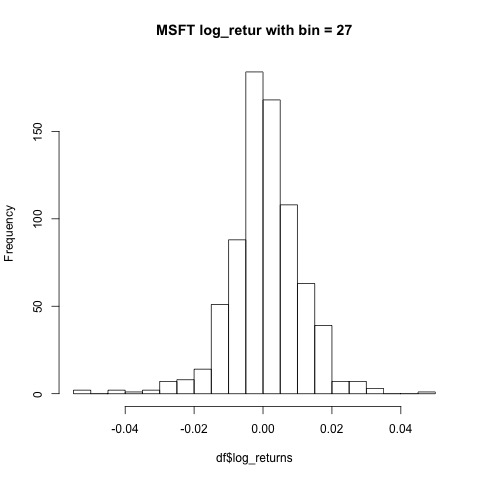 MSFT log_retur with bin = 27
Frequency
150
100
50
0
-0.04 -0.02 0.00 0.02 0.04
df$log_returns